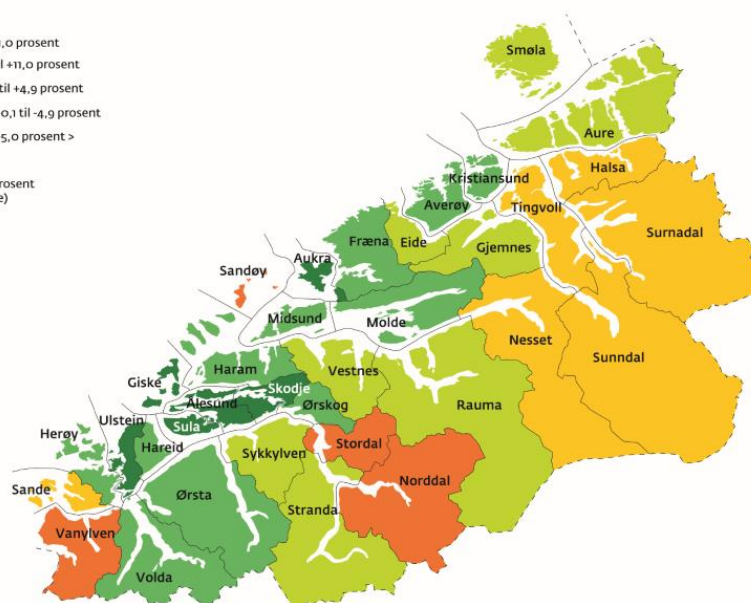 ,0 prosent
l +11,0 prosent
til +4,9 prosent
0,1 til -4,9 prosent
5,0 prosent >
rosent
e)
Smøla
Aure
Halsa
Kristiansund
Averøy
Tingvoll
Surnadal
Fræna
Eide
Gjemnes
Aukra
Sandøy
Midsund
Molde
Nesset
Sunndal
Haram
Vestnes
Giske
Skodje
Ålesund
Ørskog
Rauma
Ulstein
Sula
Herøy
Hareid
Stordal
Sykkylven
Norddal
Sande
Ørsta
Stranda
Vanylven
Volda